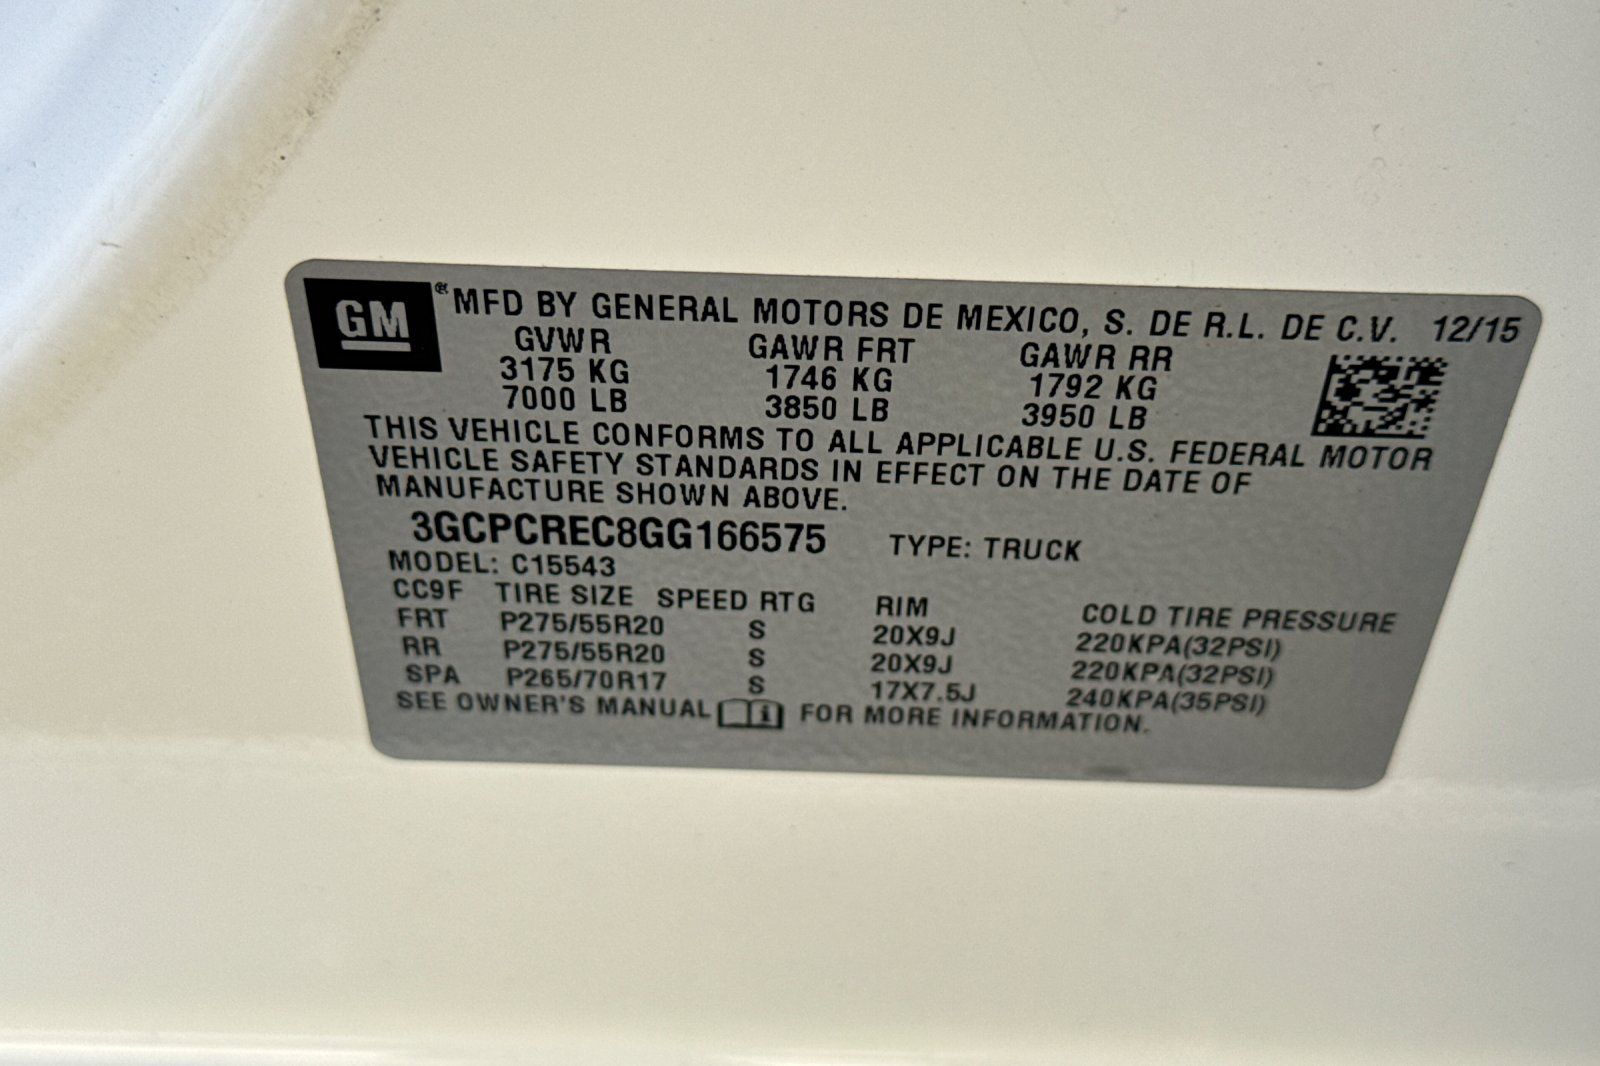 GM ® MFD BY GENERAL MOTORS DE MEXICO, S. DE R.L. DE C.V. 12/15
GVWR GAWR FRT GAWR RR
3175 KG 1746 KG 1792 KG
7000 LB 3850 LB 3950 LB
THIS VEHICLE CONFORMS TO ALL APPLICABLE U.S. FEDERAL MOTOR
VEHICLE SAFETY STANDARDS IN EFFECT ON THE DATE OF
MANUFACTURE SHOWN ABOVE.
3GCPCREC8GG166575 TYPE: TRUCK
MODEL: C15543
CC9F TIRE SIZE SPEED RTG RIM COLD TIRE PRESSURE
FRT P275/55R20 S 20X9J 220KPA(32PSI)
RR P275/55R20 S 20X9J 220KPA(32PSI)
SPA P265/70R17 S 17X7.5J 240KPA(35PSI)
SEE OWNER'S MANUAL i FOR MORE INFORMATION.